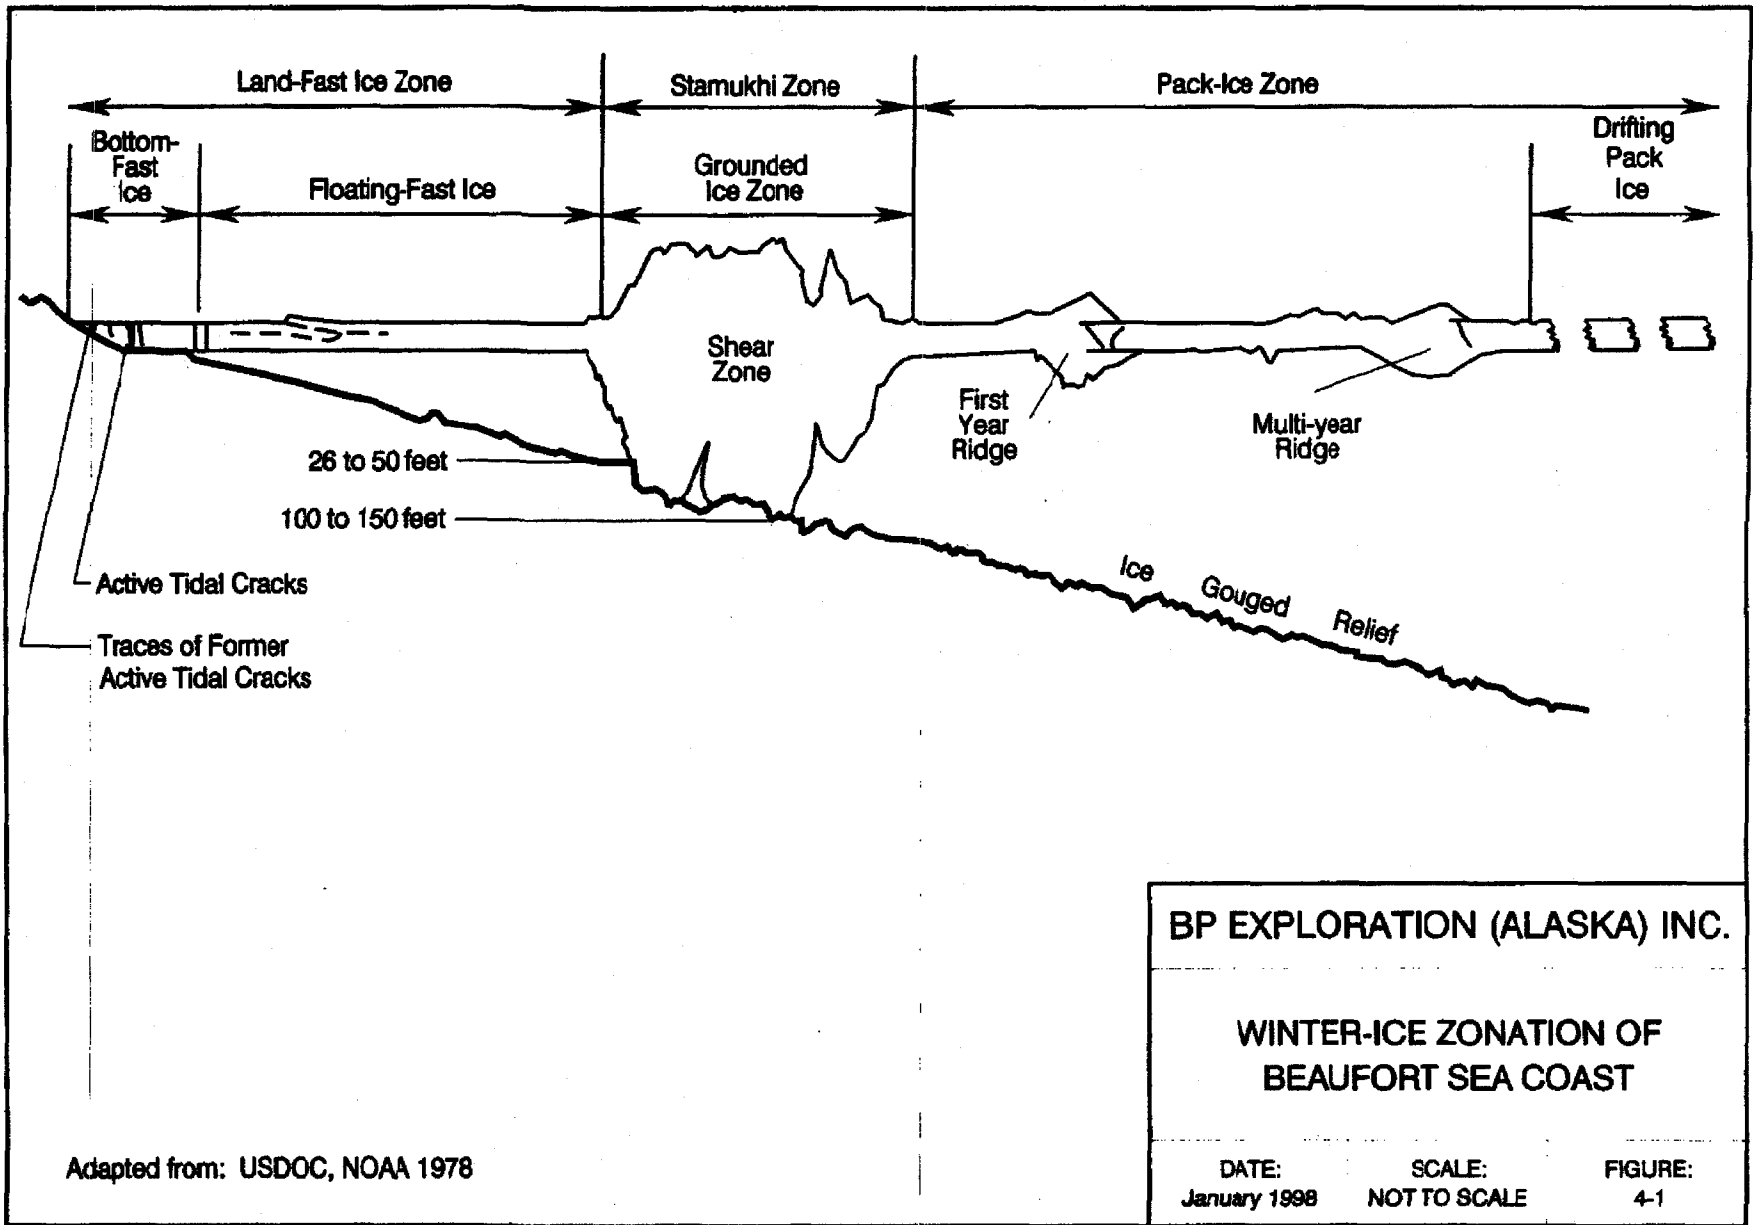 Land-Fast Ice Zone
Stamukhi Zone
Pack-Ice Zone
Bottom-
Fast
Ice
Floating-Fast Ice
Grounded
Ice Zone
Drifting
Pack
Ice
Shear
Zone
First
Year
Ridge
Multi-year
Ridge
26 to 50 feet
100 to 150 feet
Ice Gouged Relief
Active Tidal Cracks
Traces of Former
Active Tidal Cracks
BP EXPLORATION (ALASKA) INC.
WINTER-ICE ZONATION OF
BEAUFORT SEA COAST
Adapted from: USDOC, NOAA 1978
DATE:
January 1998
SCALE:
NOT TO SCALE
FIGURE:
4-1